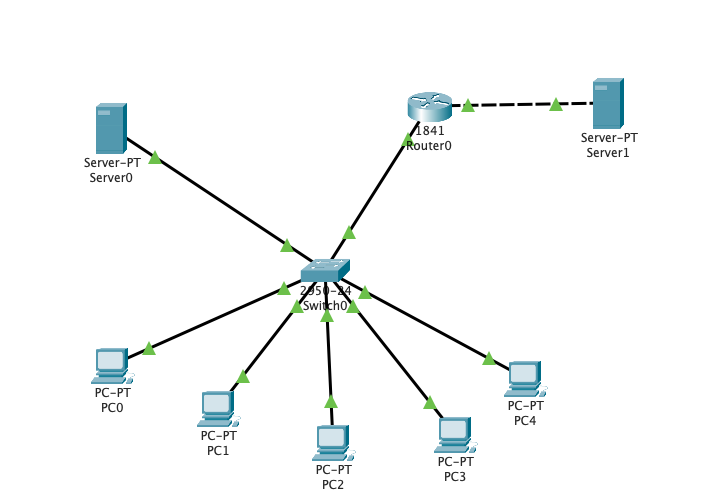 Server-PT
Server0
1841
Router0
Server-PT
Server1
2950-24
Switch0
PC-PT
PC0
PC-PT
PC1
PC-PT
PC2
PC-PT
PC3
PC-PT
PC4